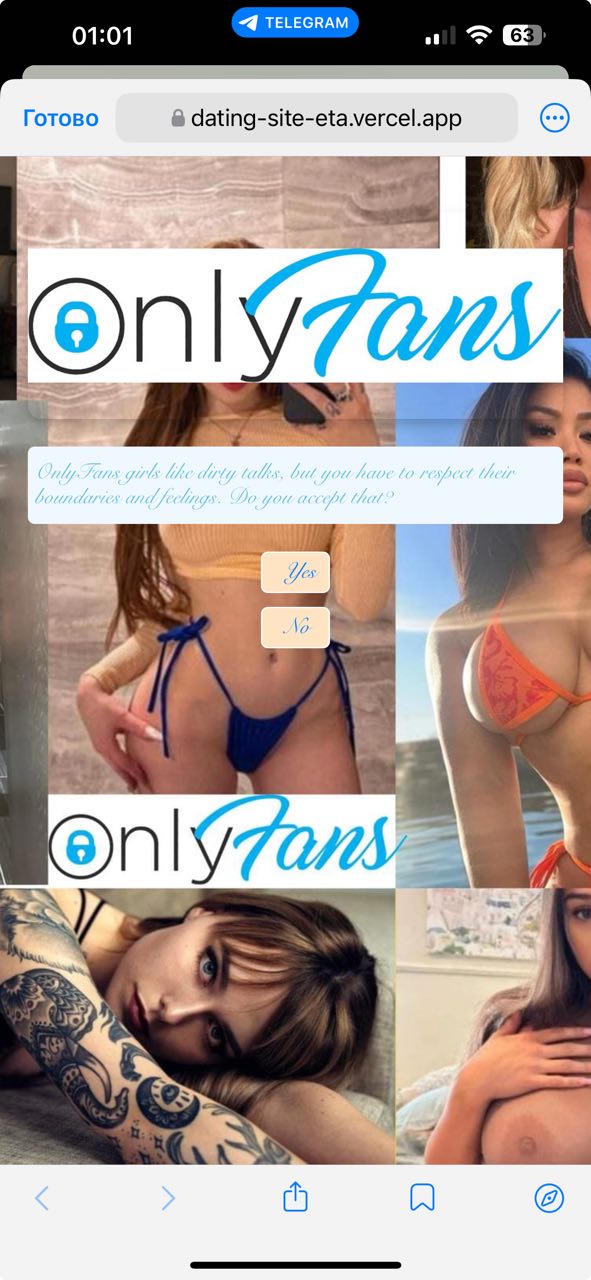 01:01
TELEGRAM
63
Готово
dating-site-eta.vercel.app
OnlyFans
OnlyFans girls like dirty talks, but you have to respect their
boundaries and feelings. Do you accept that?
Yes
No
OnlyFans